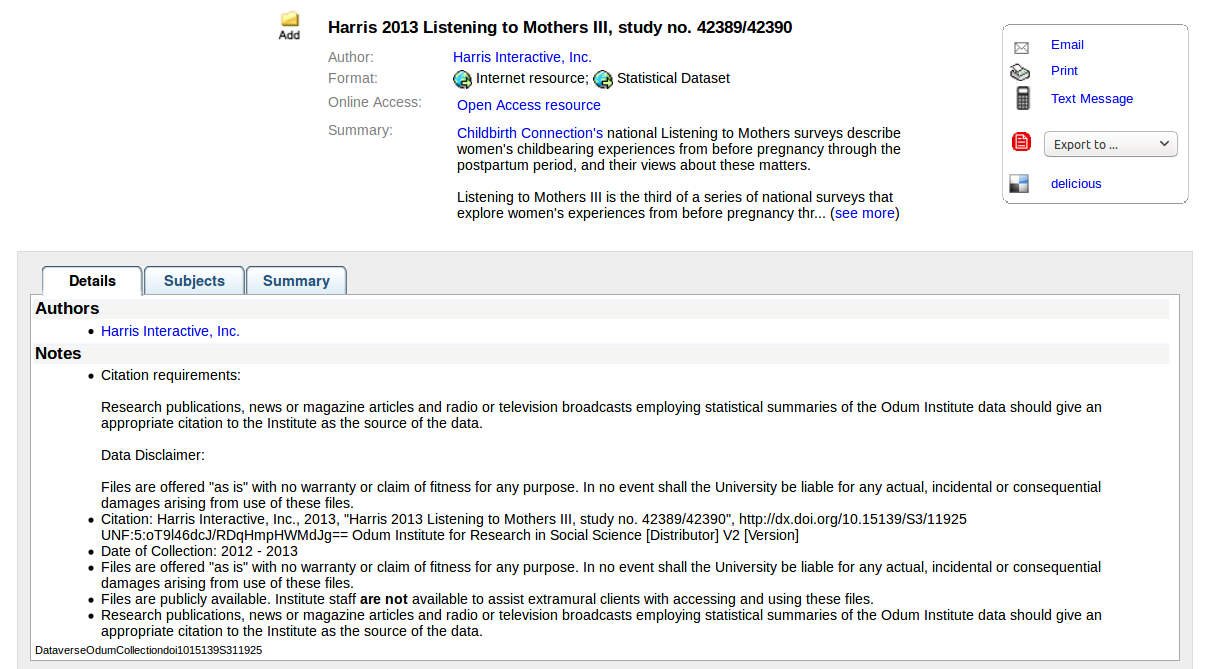 Add
Harris 2013 Listening to Mothers III, study no. 42389/42390
Author: Harris Interactive, Inc.
Format: Internet resource; Statistical Dataset
Online Access: Open Access resource
Summary: Childbirth Connection's national Listening to Mothers surveys describe
women's childbearing experiences from before pregnancy through the
postpartum period, and their views about these matters.
Listening to Mothers III is the third of a series of national surveys that
explore women's experiences from before pregnancy thr... (see more)
Email
Print
Text Message
Export to ...
delicious
Details Subjects Summary
Authors
• Harris Interactive, Inc.
Notes
• Citation requirements:
Research publications, news or magazine articles and radio or television broadcasts employing statistical summaries of the Odum Institute data should give an
appropriate citation to the Institute as the source of the data.
Data Disclaimer:
Files are offered "as is" with no warranty or claim of fitness for any purpose. In no event shall the University be liable for any actual, incidental or consequential
damages arising from use of these files.
• Citation: Harris Interactive, Inc., 2013, "Harris 2013 Listening to Mothers III, study no. 42389/42390", http://dx.doi.org/10.15139/S3/11925
UNF:5:oT9l46dcJ/RDqHmpHWMdJg== Odum Institute for Research in Social Science [Distributor] V2 [Version]
• Date of Collection: 2012 - 2013
• Files are offered "as is" with no warranty or claim of fitness for any purpose. In no event shall the University be liable for any actual, incidental or consequential
damages arising from use of these files.
• Files are publicly available. Institute staff are not available to assist extramural clients with accessing and using these files.
• Research publications, news or magazine articles and radio or television broadcasts employing statistical summaries of the Odum Institute data should give an
appropriate citation to the Institute as the source of the data.
DataverseOdumCollectiondoi1015139S311925